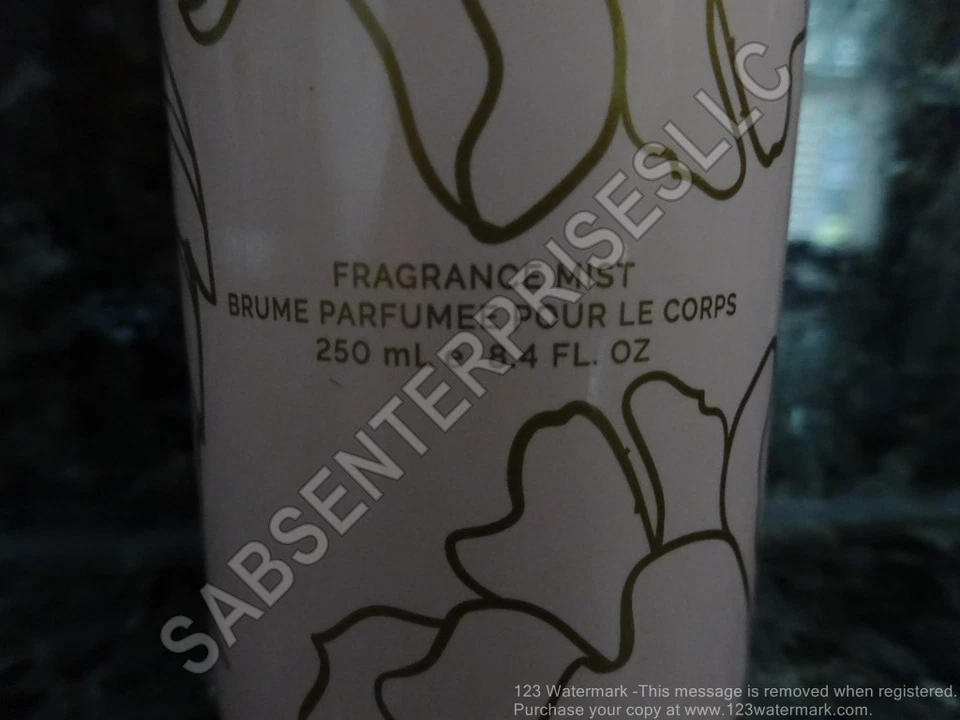 FRAGRANCE MIST
BRUME PARFUMEE POUR LE CORPS
250 mL • 8.4 FL. OZ
SABSENTERPRISESLLC
123 Watermark -This message is removed when registered.
Purchase your copy at www.123watermark.com.